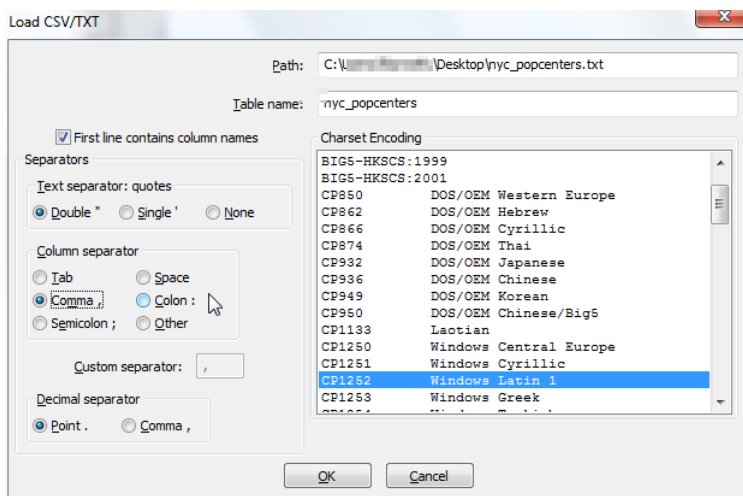 Load CSV/TXT
Path: C:\ \Desktop\nyc_popcenters.txt
Table name: nyc_popcenters
First line contains column names
Separators
Text separator: quotes
Double " Single ' None
Column separator
Tab Space
Comma , Colon :
Semicolon ; Other
Custom separator: ,
Decimal separator
Point . Comma ,
Charset Encoding
BIG5-HKSCS:1999
BIG5-HKSCS:2001
CP850 DOS/OEM Western Europe
CP862 DOS/OEM Hebrew
CP866 DOS/OEM Cyrillic
CP874 DOS/OEM Thai
CP932 DOS/OEM Japanese
CP936 DOS/OEM Chinese
CP949 DOS/OEM Korean
CP950 DOS/OEM Chinese/Big5
CP1133 Laotian
CP1250 Windows Central Europe
CP1251 Windows Cyrillic
CP1252 Windows Latin 1
CP1253 Windows Greek
OK Cancel